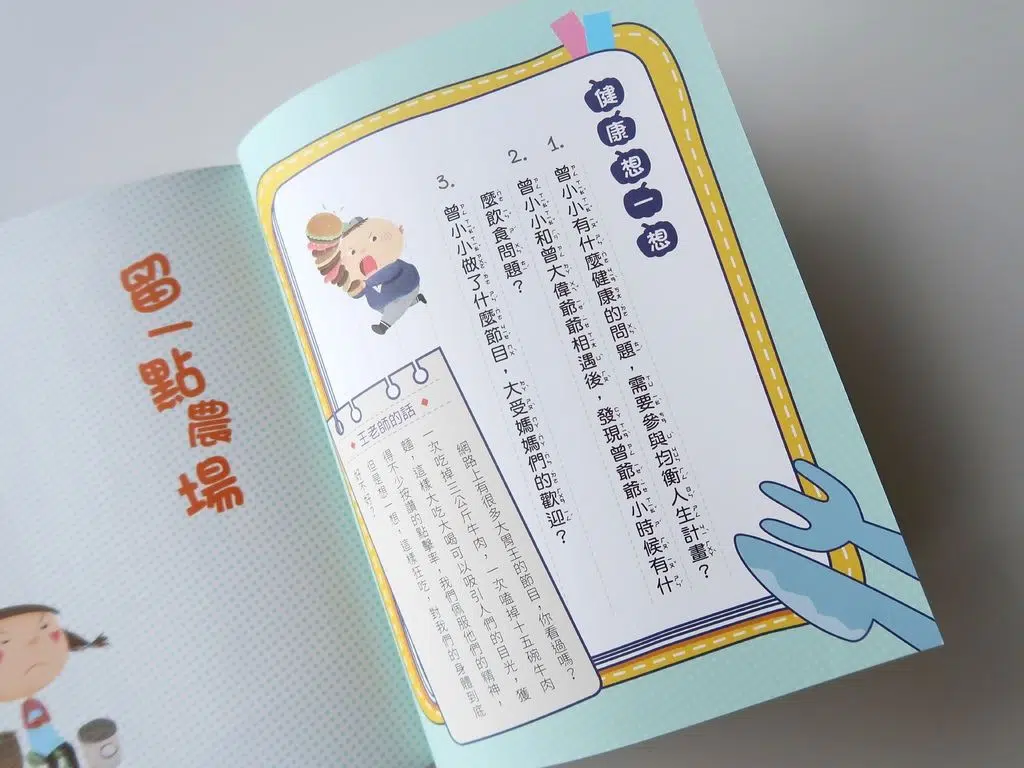 健康想一想
1. 曾小小有什麼健康的問題，需要參與均衡人生計畫？
2. 曾小小和曾大偉爺爺相遇後，發現曾爺爺小時候有什
麼飲食問題？
3. 曾小小做了什麼節目，大受媽媽們的歡迎？
王老師的話
網路上有很多大胃王的節目，你看過嗎？
一次吃掉三公斤牛肉，一次嗑掉十五碗牛肉
麵，這樣大吃大喝可以吸引人們的目光，獲
得不少按讚的點擊率，我們佩服他們的精神，
但是想一想，這樣狂吃，對我們的身體到底
好不好？
留一點農場